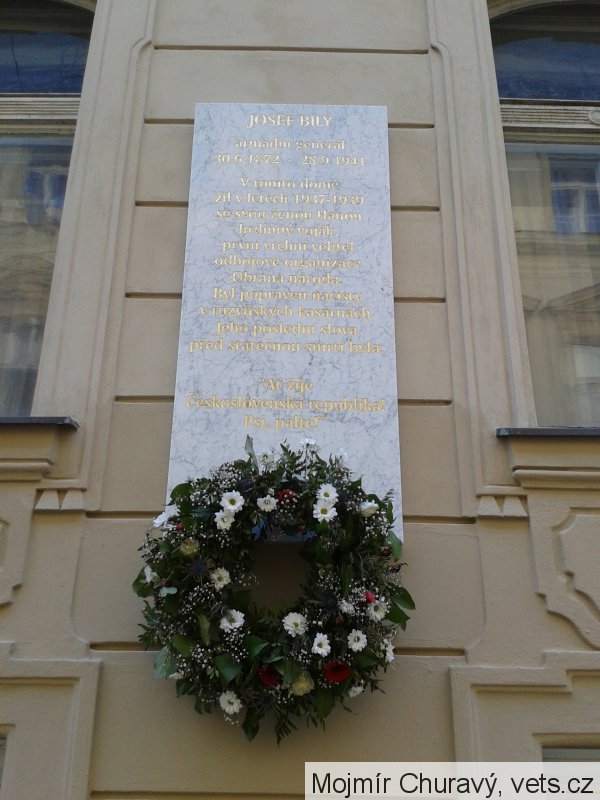 JOSEF BÍLÝ
armádní generál
30.6.1872 - 28.9.1941
V tomto domě
žil v letech 1937-1939
se svou ženou Hanou
hrdinný voják,
první vrchní velitel
odbojové organizace
Obrana národa.
Byl popraven nacisty
v ruzyňských kasárnách.
Jeho poslední slova
před statečnou smrtí byla:
"Ať žije
Československá republika!
Psi, palte!"
Mojmír Churavý, vets.cz